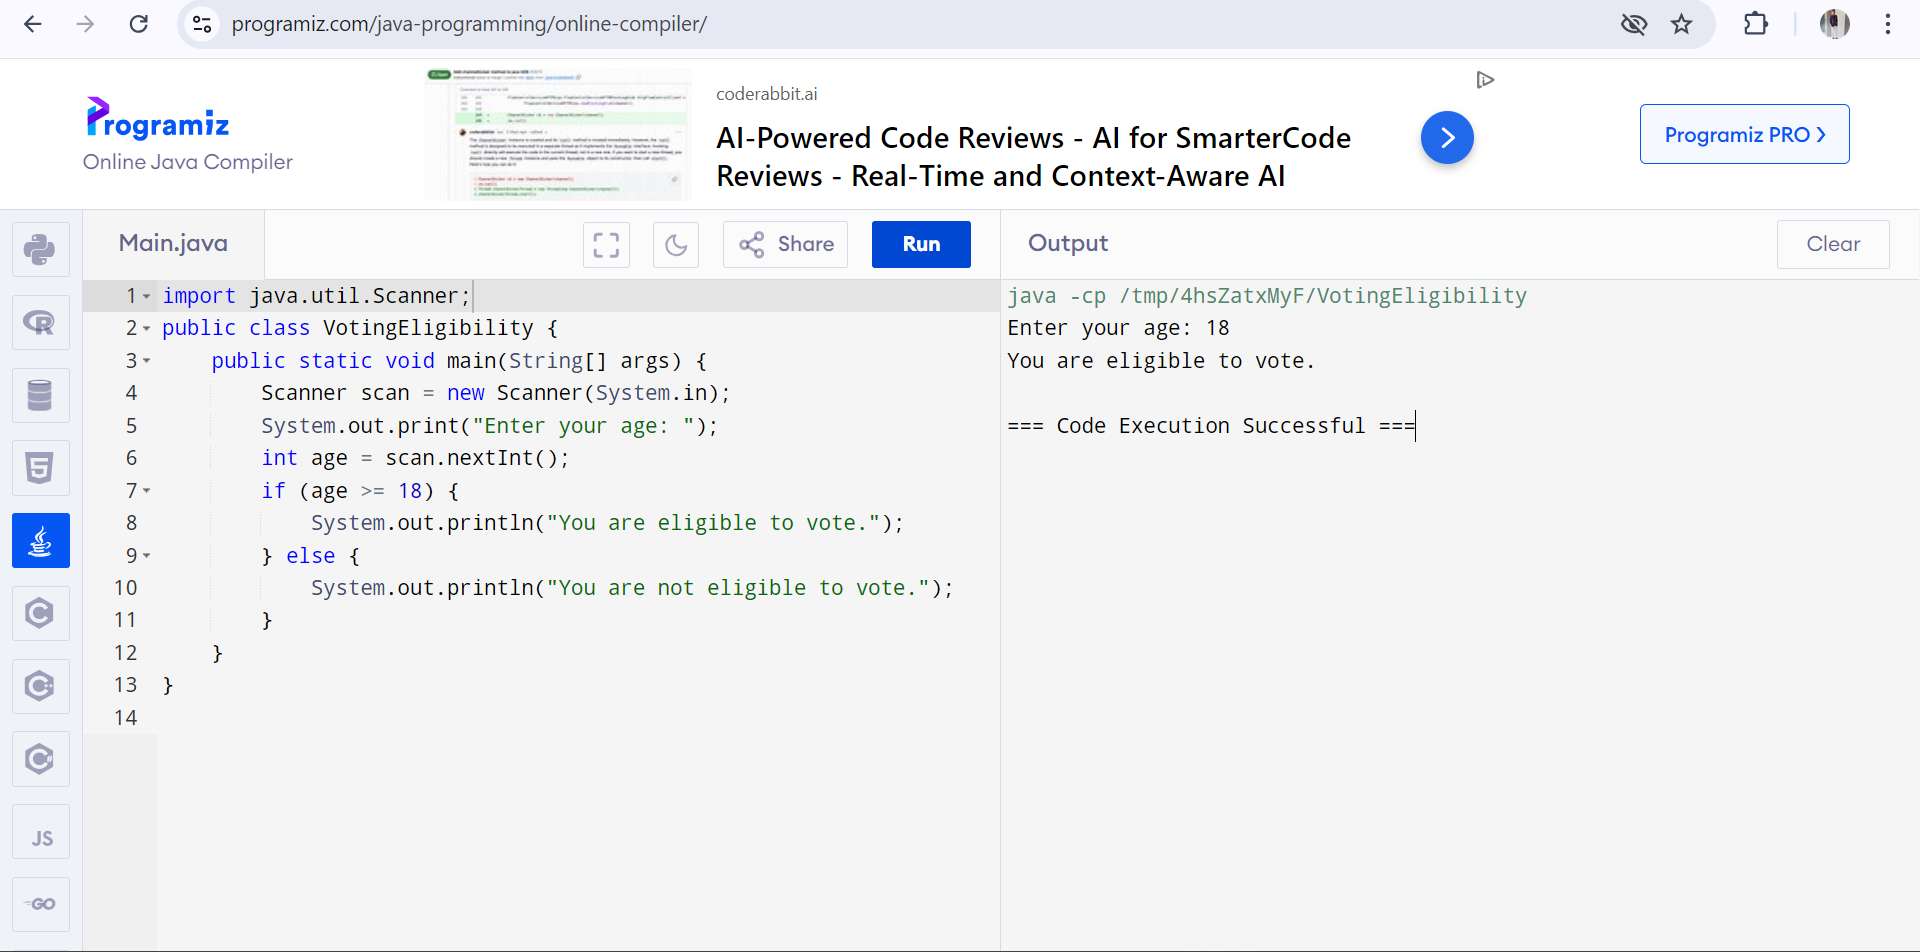 programiz.com/java-programming/online-compiler/
Programiz
Online Java Compiler
coderabbit.ai
AI-Powered Code Reviews - AI for SmarterCode
Reviews - Real-Time and Context-Aware AI
Programiz PRO
Main.java
Share
Run
Output
Clear
1 import java.util.Scanner;
2 public class VotingEligibility {
3 public static void main(String[] args) {
4 Scanner scan = new Scanner(System.in);
5 System.out.print("Enter your age: ");
6 int age = scan.nextInt();
7 if (age >= 18) {
8 System.out.println("You are eligible to vote.");
9 } else {
10 System.out.println("You are not eligible to vote.");
11 }
12 }
13 }
14
java -cp /tmp/4hsZatxMyF/VotingEligibility
Enter your age: 18
You are eligible to vote.
=== Code Execution Successful ===
R
5
C
C
C#
JS
GO